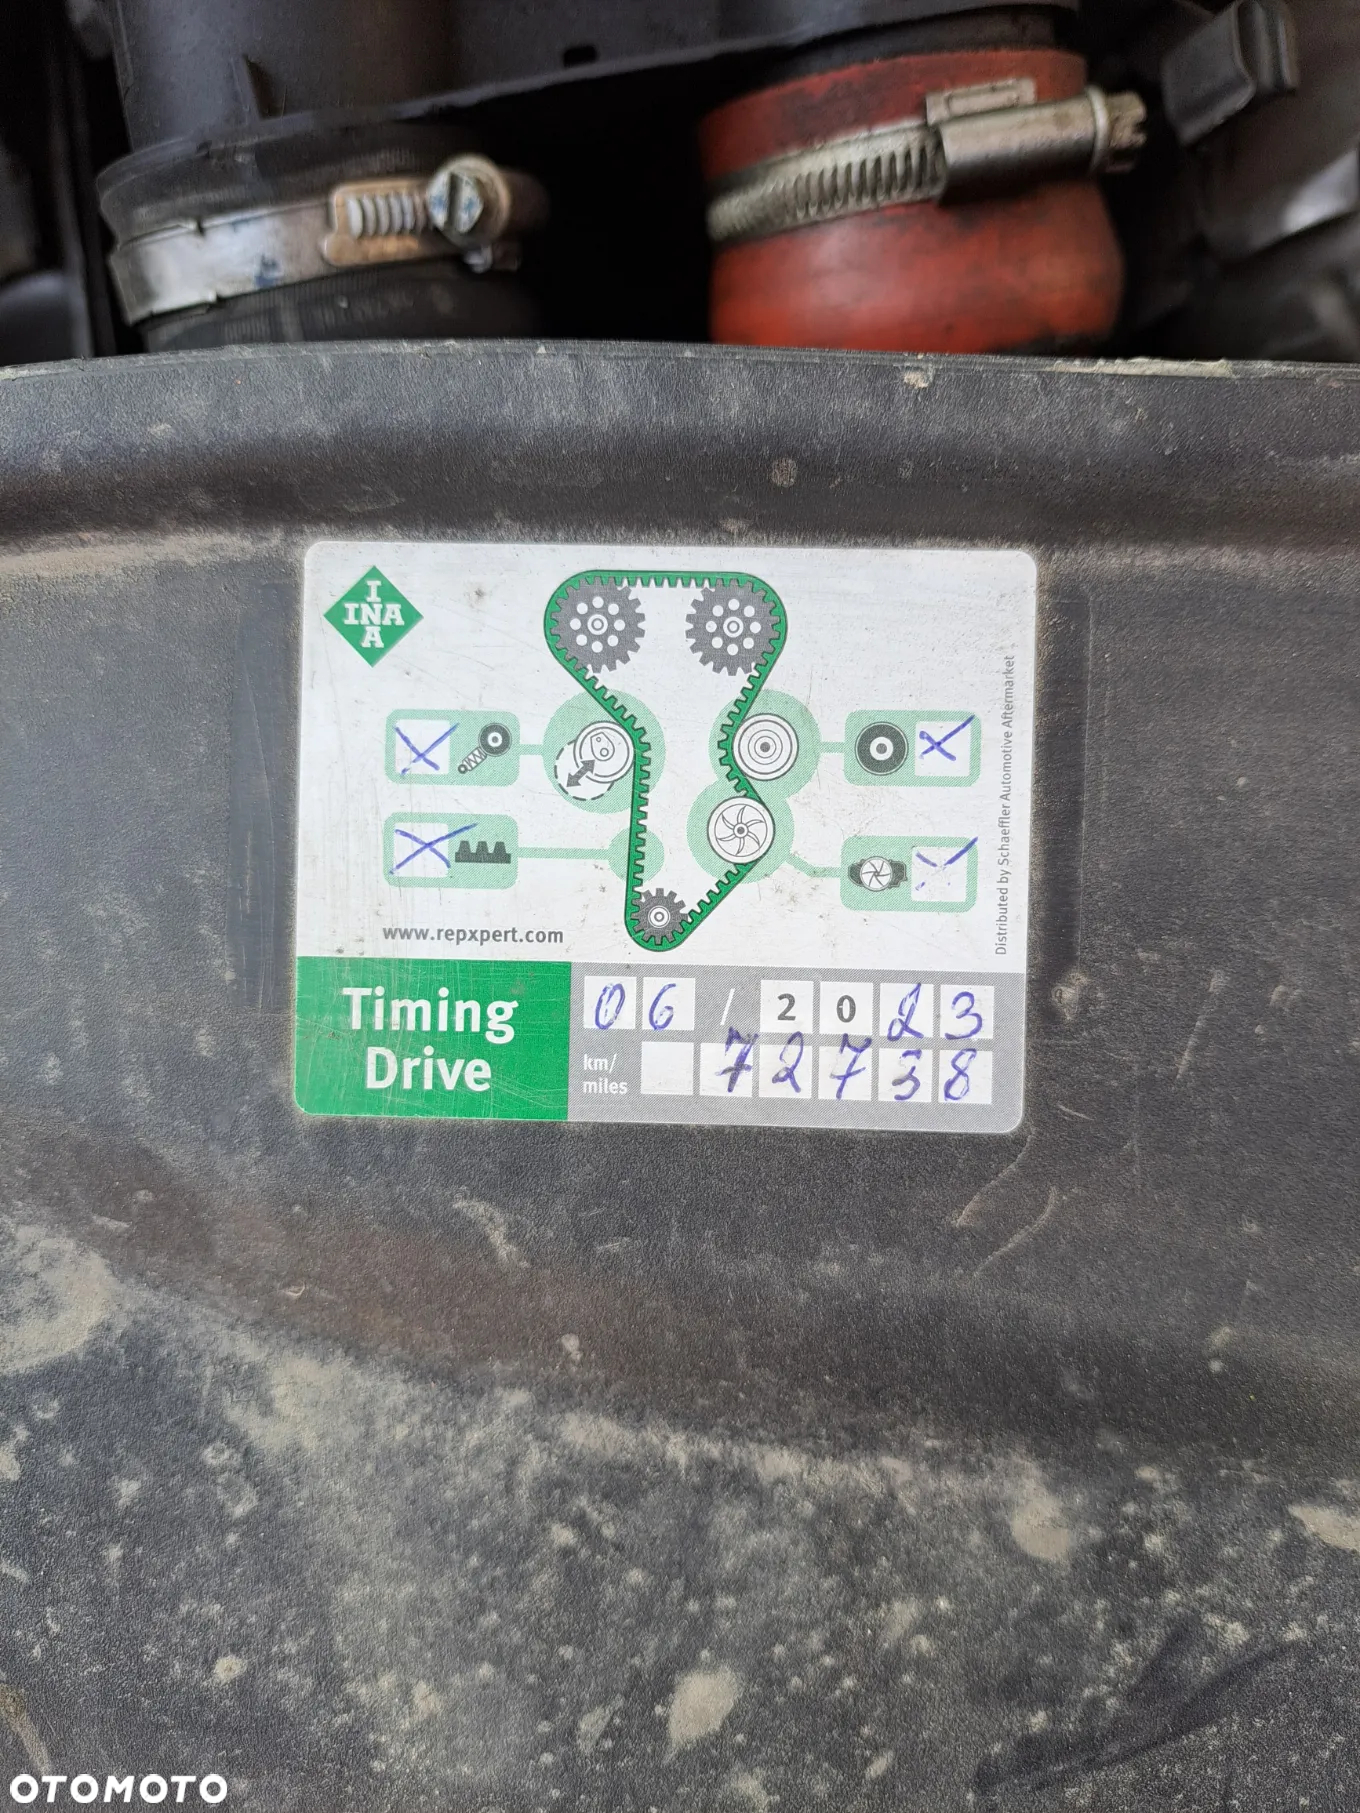 I
INA
A
Distributed by Schaeffler Automotive Aftermarket
www.repxpert.com
Timing
Drive
06 / 2023
km/
miles
72738
OTOMOTO